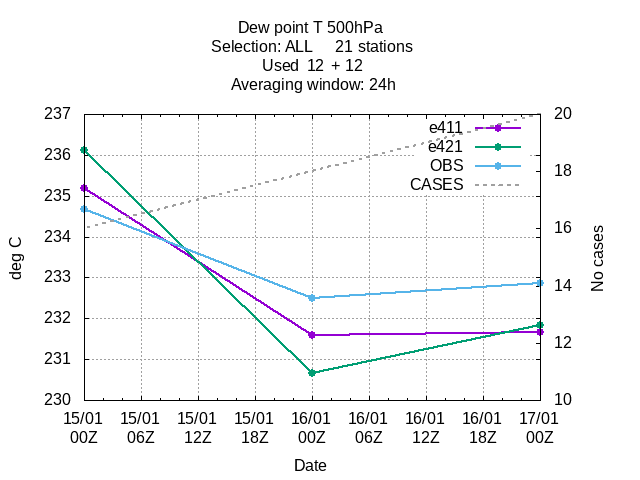 Dew point T 500hPa
Selection: ALL     21 stations
Used  12  + 12
Averaging window: 24h
237
236
235
234
233
232
231
230
deg C
20
18
16
14
12
10
No cases
e411
e421
OBS
CASES
15/01 15/01 15/01 15/01 16/01 16/01 16/01 16/01 17/01
00Z 06Z 12Z 18Z 00Z 06Z 12Z 18Z 00Z
Date